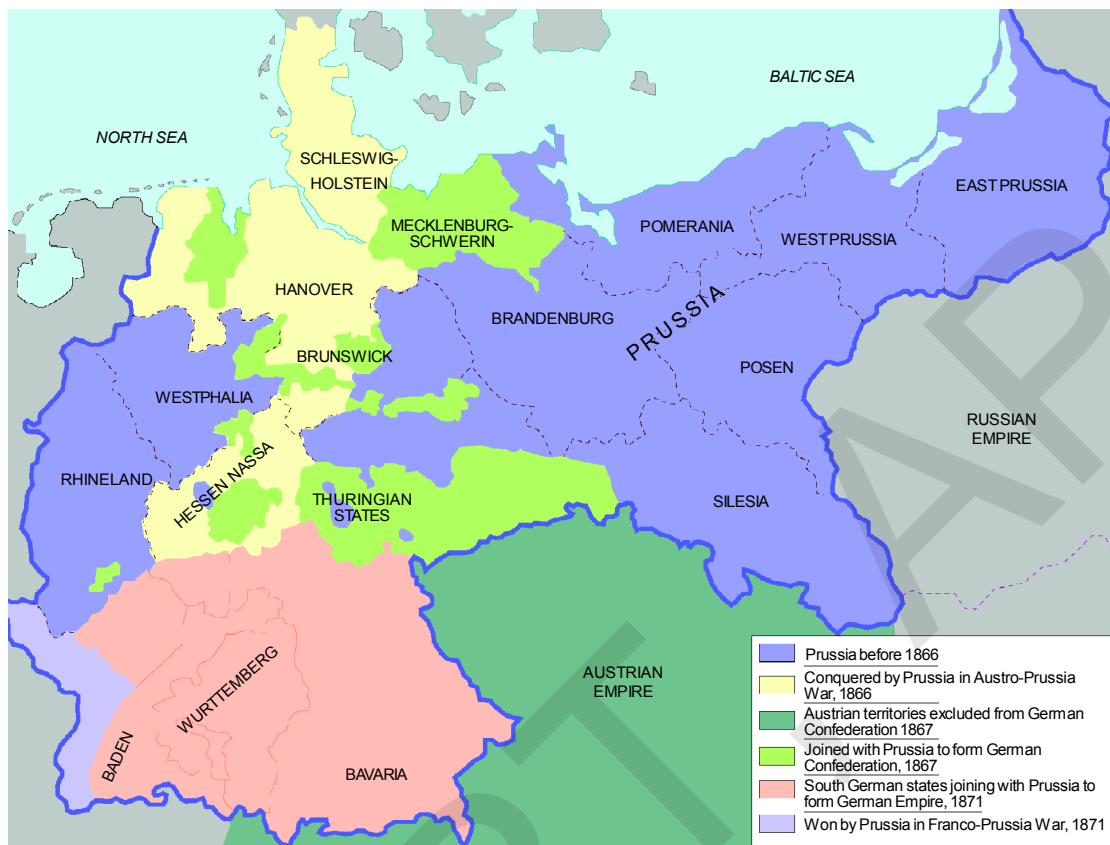 BALTIC SEA
NORTH SEA
SCHLESWIG-
HOLSTEIN
EAST PRUSSIA
MECKLENBURG-
SCHWERIN
POMERANIA
WEST PRUSSIA
HANOVER
BRANDENBURG
PRUSSIA
BRUNSWICK
POSEN
WESTPHALIA
RUSSIAN
EMPIRE
RHINELAND
HESSEN NASSA
THURINGIAN
STATES
SILESIA
AUSTRIAN
EMPIRE
WURTTEMBERG
BADEN
BAVARIA
Prussia before 1866
Conquered by Prussia in Austro-Prussia
War, 1866
Austrian territories excluded from German
Confederation 1867
Joined with Prussia to form German
Confederation, 1867
South German states joining with Prussia to
form German Empire, 1871
Won by Prussia in Franco-Prussia War, 1871